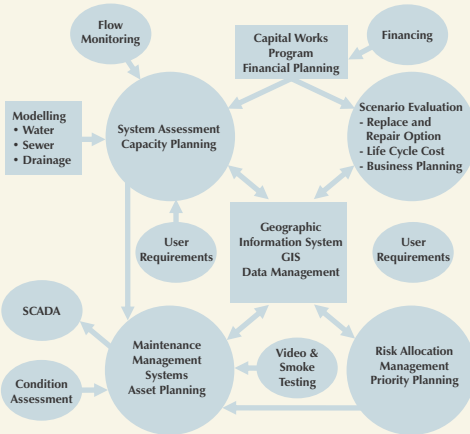 Flow
Monitoring
Capital Works
Program
Financial Planning
Financing
Modelling
• Water
• Sewer
• Drainage
System Assessment
Capacity Planning
Scenario Evaluation
- Replace and
Repair Option
- Life Cycle Cost
- Business Planning
User
Requirements
Geographic
Information System
GIS
Data Management
User
Requirements
SCADA
Maintenance
Management
Systems
Asset Planning
Video &
Smoke
Testing
Risk Allocation
Management
Priority Planning
Condition
Assessment